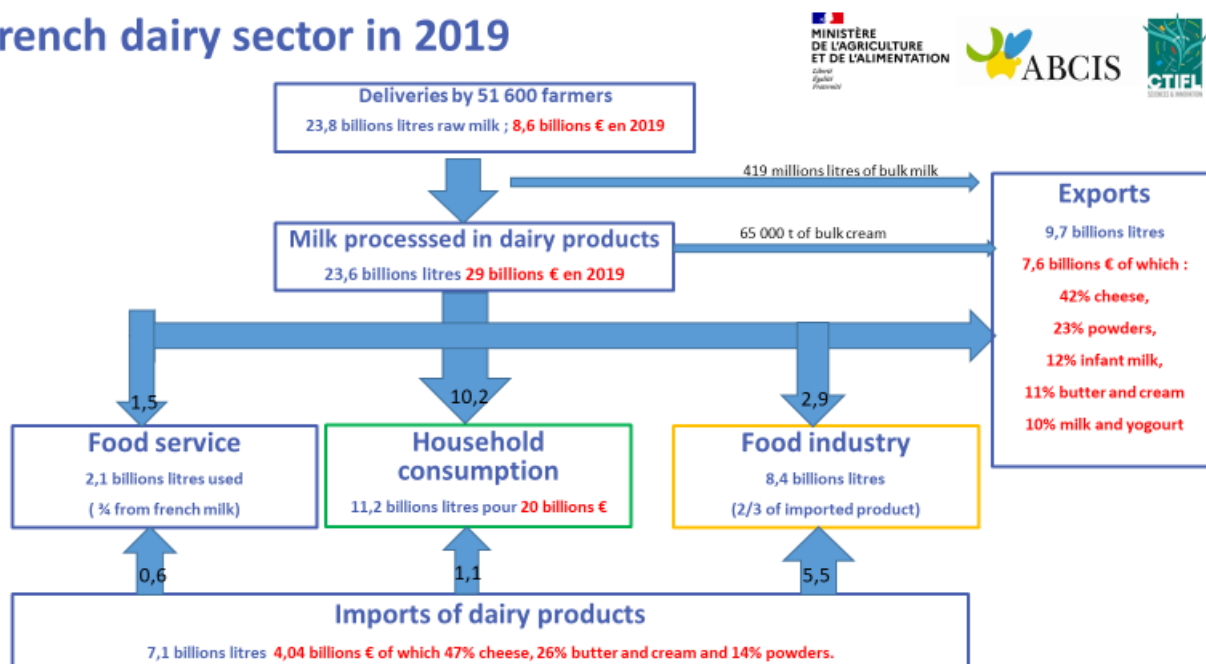 rench dairy sector in 2019
MINISTÈRE
DE L'AGRICULTURE
ET DE L'ALIMENTATION
Liberté
Égalité
Fraternité
ABCIS
CTIFL
SCIENCES & INNOVATION
Deliveries by 51 600 farmers
23,8 billions litres raw milk ; 8,6 billions € en 2019
419 millions litres of bulk milk
Milk processsed in dairy products
23,6 billions litres 29 billions € en 2019
65 000 t of bulk cream
Exports
9,7 billions litres
7,6 billions € of which :
42% cheese,
23% powders,
12% infant milk,
11% butter and cream
10% milk and yogourt
1,5
10,2
2,9
Food service
2,1 billions litres used
( ¾ from french milk)
Household
consumption
11,2 billions litres pour 20 billions €
Food industry
8,4 billions litres
(2/3 of imported product)
0,6
1,1
5,5
Imports of dairy products
7,1 billions litres 4,04 billions € of which 47% cheese, 26% butter and cream and 14% powders.